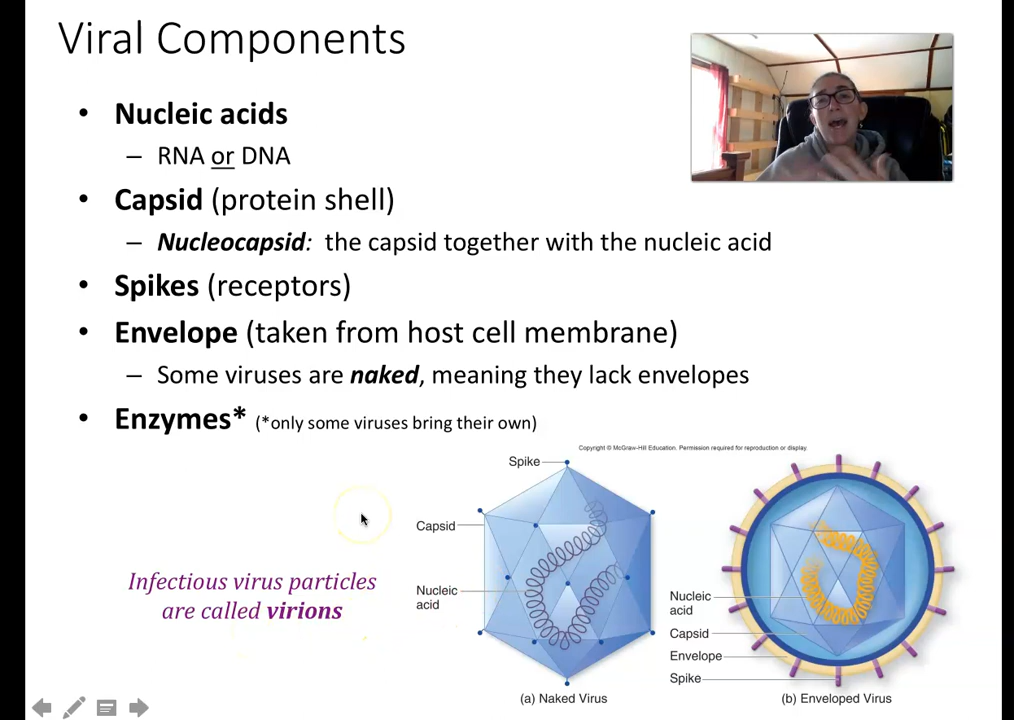 Viral Components
• Nucleic acids
– RNA or DNA
• Capsid (protein shell)
– Nucleocapsid: the capsid together with the nucleic acid
• Spikes (receptors)
• Envelope (taken from host cell membrane)
– Some viruses are naked, meaning they lack envelopes
• Enzymes* (*only some viruses bring their own)
Copyright © McGraw-Hill Education. Permission required for reproduction or display.
Spike
Capsid
Nucleic
acid
(a) Naked Virus
Nucleic
acid
Capsid
Envelope
Spike
(b) Enveloped Virus
Infectious virus particles
are called virions